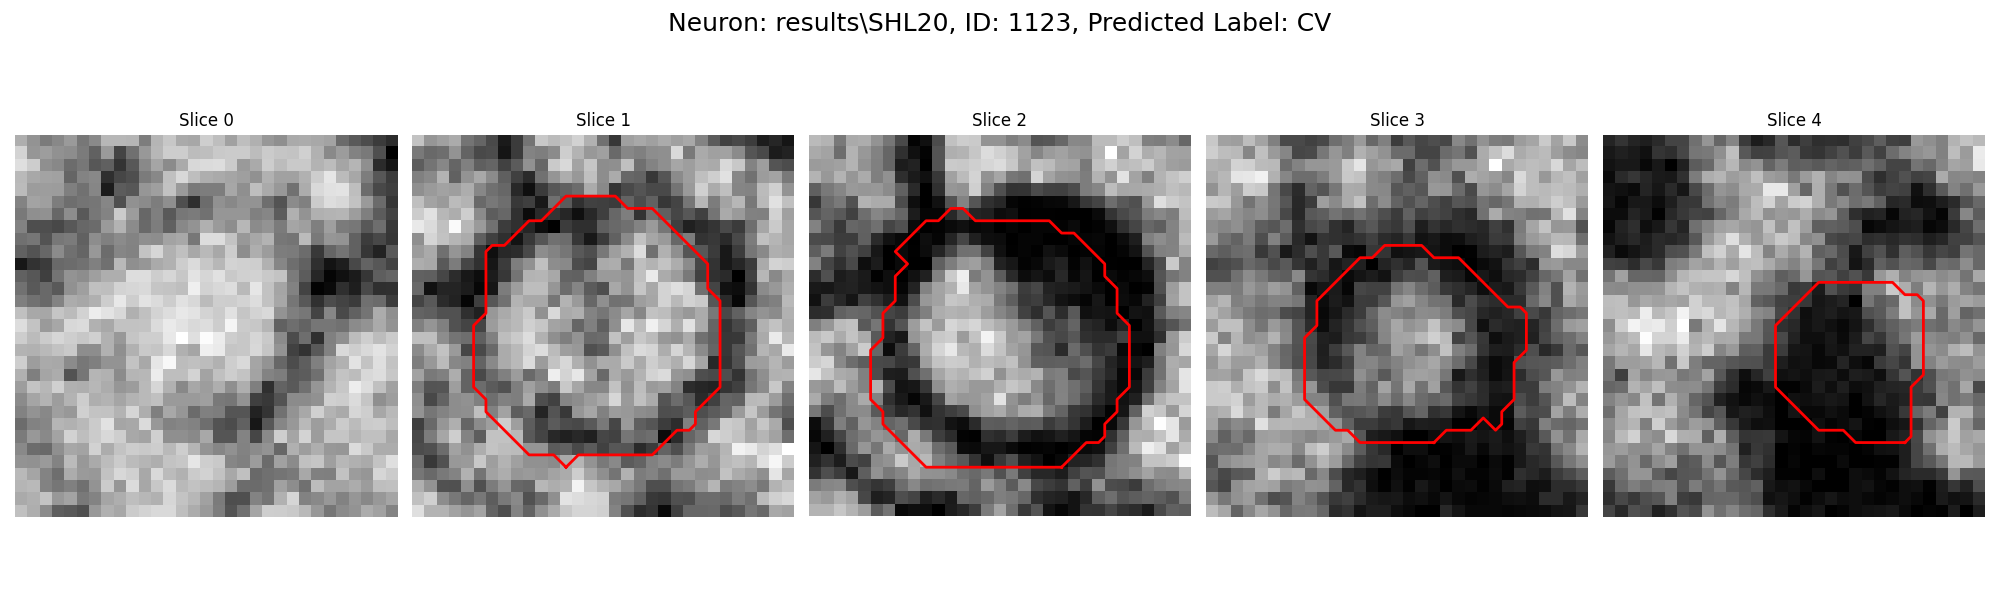 Neuron: results\SHL20, ID: 1123, Predicted Label: CV
Slice 0
Slice 1
Slice 2
Slice 3
Slice 4